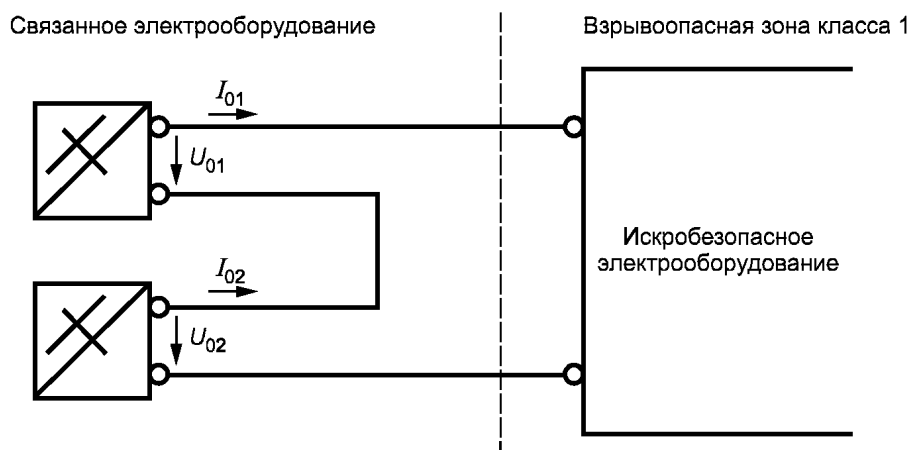 Связанное электрооборудование
Взрывоопасная зона класса 1
I01
U01
I02
U02
Искробезопасное
электрооборудование